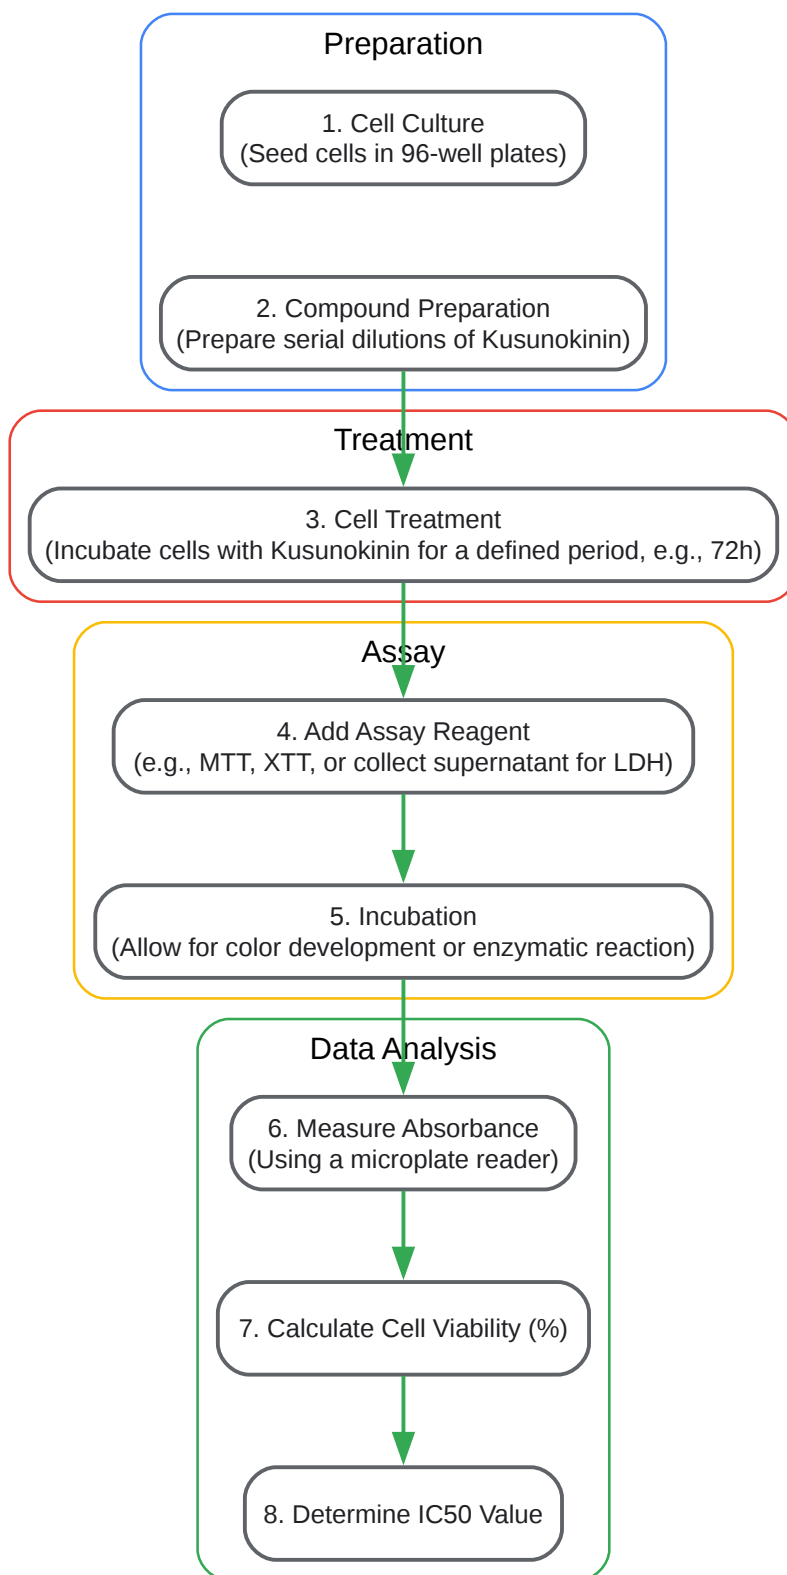 Preparation
1. Cell Culture
(Seed cells in 96-well plates)
2. Compound Preparation
(Prepare serial dilutions of Kusunokinin)
Treatment
3. Cell Treatment
(Incubate cells with Kusunokinin for a defined period, e.g., 72h)
Assay
4. Add Assay Reagent
(e.g., MTT, XTT, or collect supernatant for LDH)
5. Incubation
(Allow for color development or enzymatic reaction)
Data Analysis
6. Measure Absorbance
(Using a microplate reader)
7. Calculate Cell Viability (%)
8. Determine IC50 Value